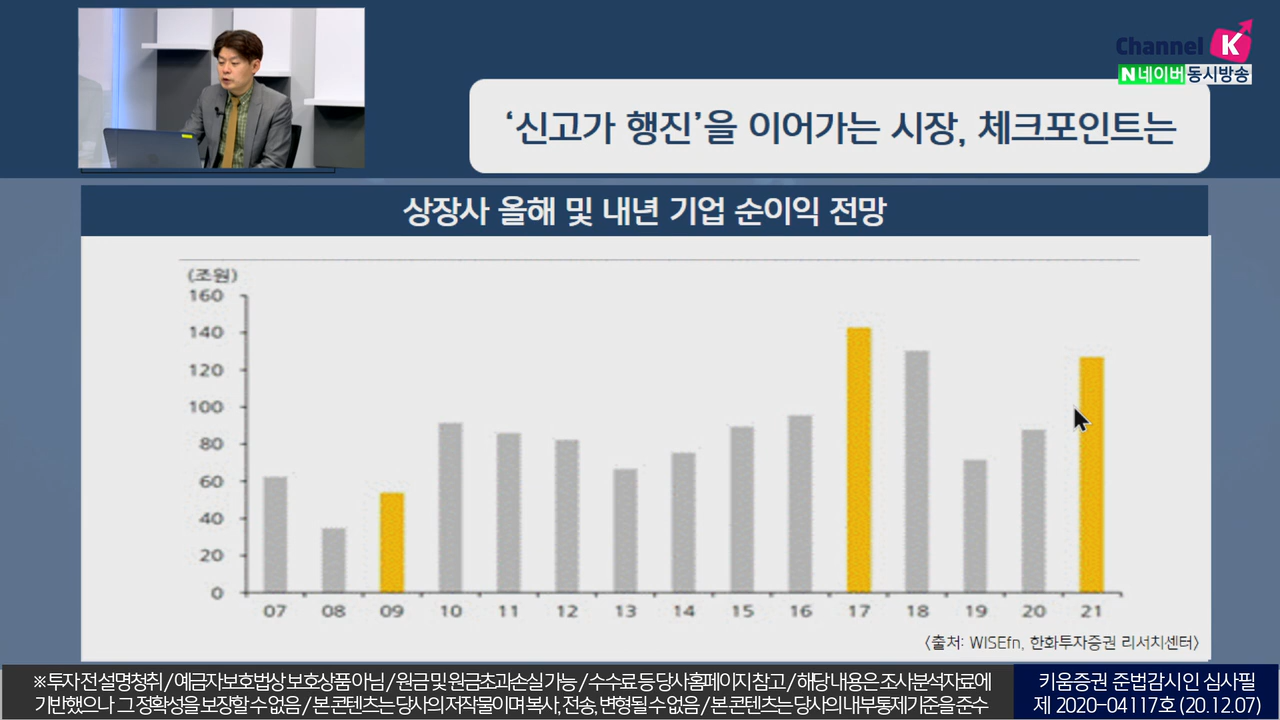 Channel K
N 네이버 동시방송
‘신고가 행진’을 이어가는 시장, 체크포인트는
상장사 올해 및 내년 기업 순이익 전망
(조원)
160
140
120
100
80
60
40
20
0
07 08 09 10 11 12 13 14 15 16 17 18 19 20 21
〈출처: WISEfn, 한화투자증권 리서치센터〉
※ 투자 전 설명청취 / 예금자보호법상 보호상품 아님 / 원금 및 원금초과손실 가능 / 수수료 등 당사홈페이지 참고 / 해당 내용은 조사분석자료에
기반했으나 그 정확성을 보장할 수 없음 / 본 콘텐츠는 당사의 저작물이며 복사, 전송, 변형될 수 없음 / 본 콘텐츠는 당사의 내부통제기준을 준수
키움증권 준법감시인 심사필
제 2020-04117호 (20.12.07)